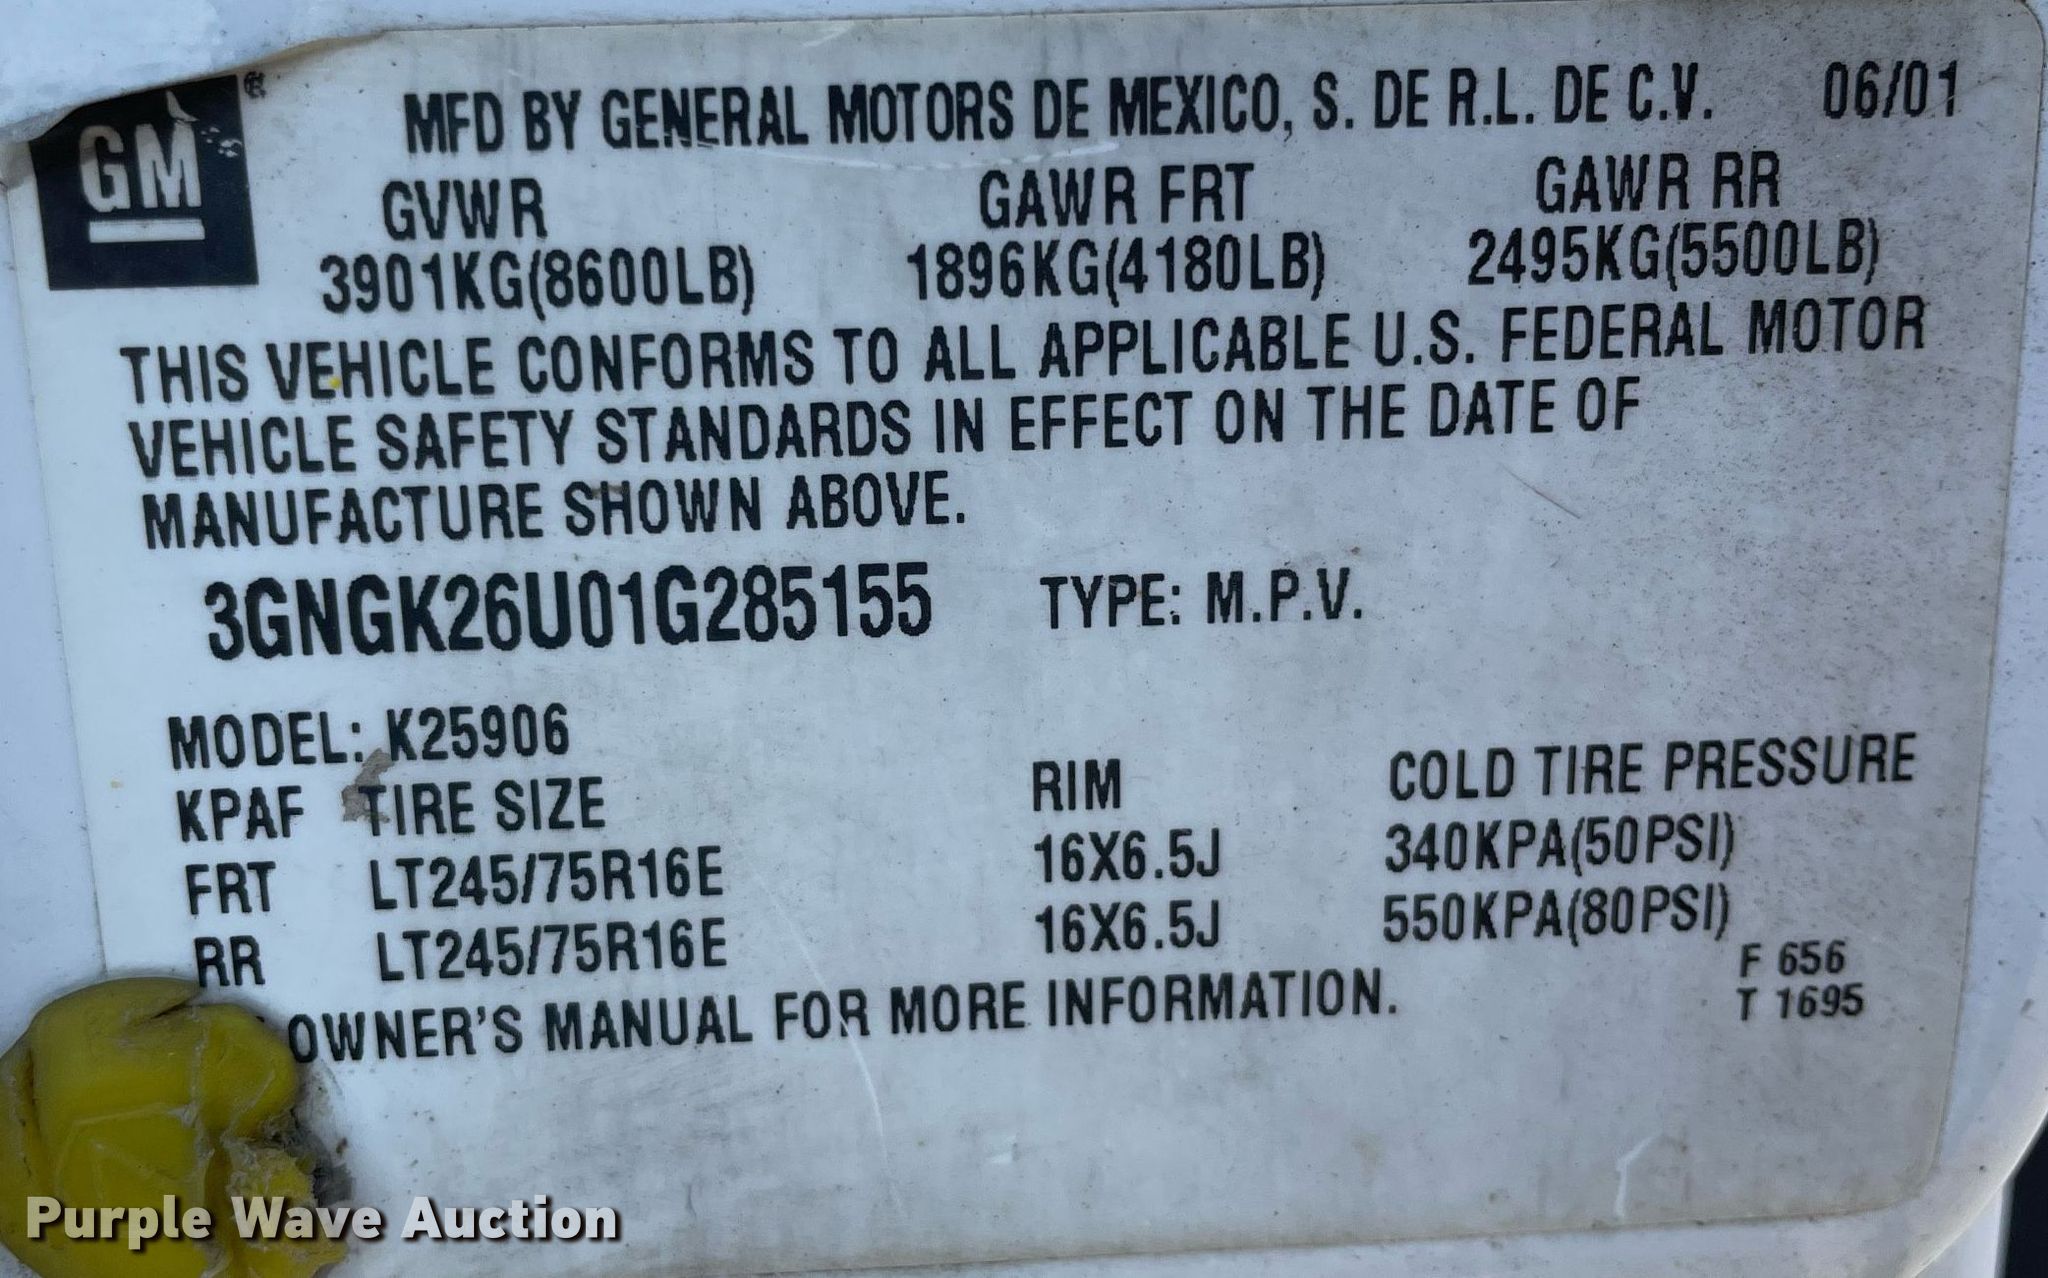 GM®
MFD BY GENERAL MOTORS DE MEXICO, S. DE R.L. DE C.V. 06/01
GVWR GAWR FRT GAWR RR
3901KG(8600LB) 1896KG(4180LB) 2495KG(5500LB)
THIS VEHICLE CONFORMS TO ALL APPLICABLE U.S. FEDERAL MOTOR
VEHICLE SAFETY STANDARDS IN EFFECT ON THE DATE OF
MANUFACTURE SHOWN ABOVE.
3GNGK26U01G285155 TYPE: M.P.V.
MODEL: K25906
KPAF TIRE SIZE RIM COLD TIRE PRESSURE
FRT LT245/75R16E 16X6.5J 340KPA(50PSI)
RR LT245/75R16E 16X6.5J 550KPA(80PSI)
OWNER'S MANUAL FOR MORE INFORMATION.
F 656
T 1695
Purple Wave Auction